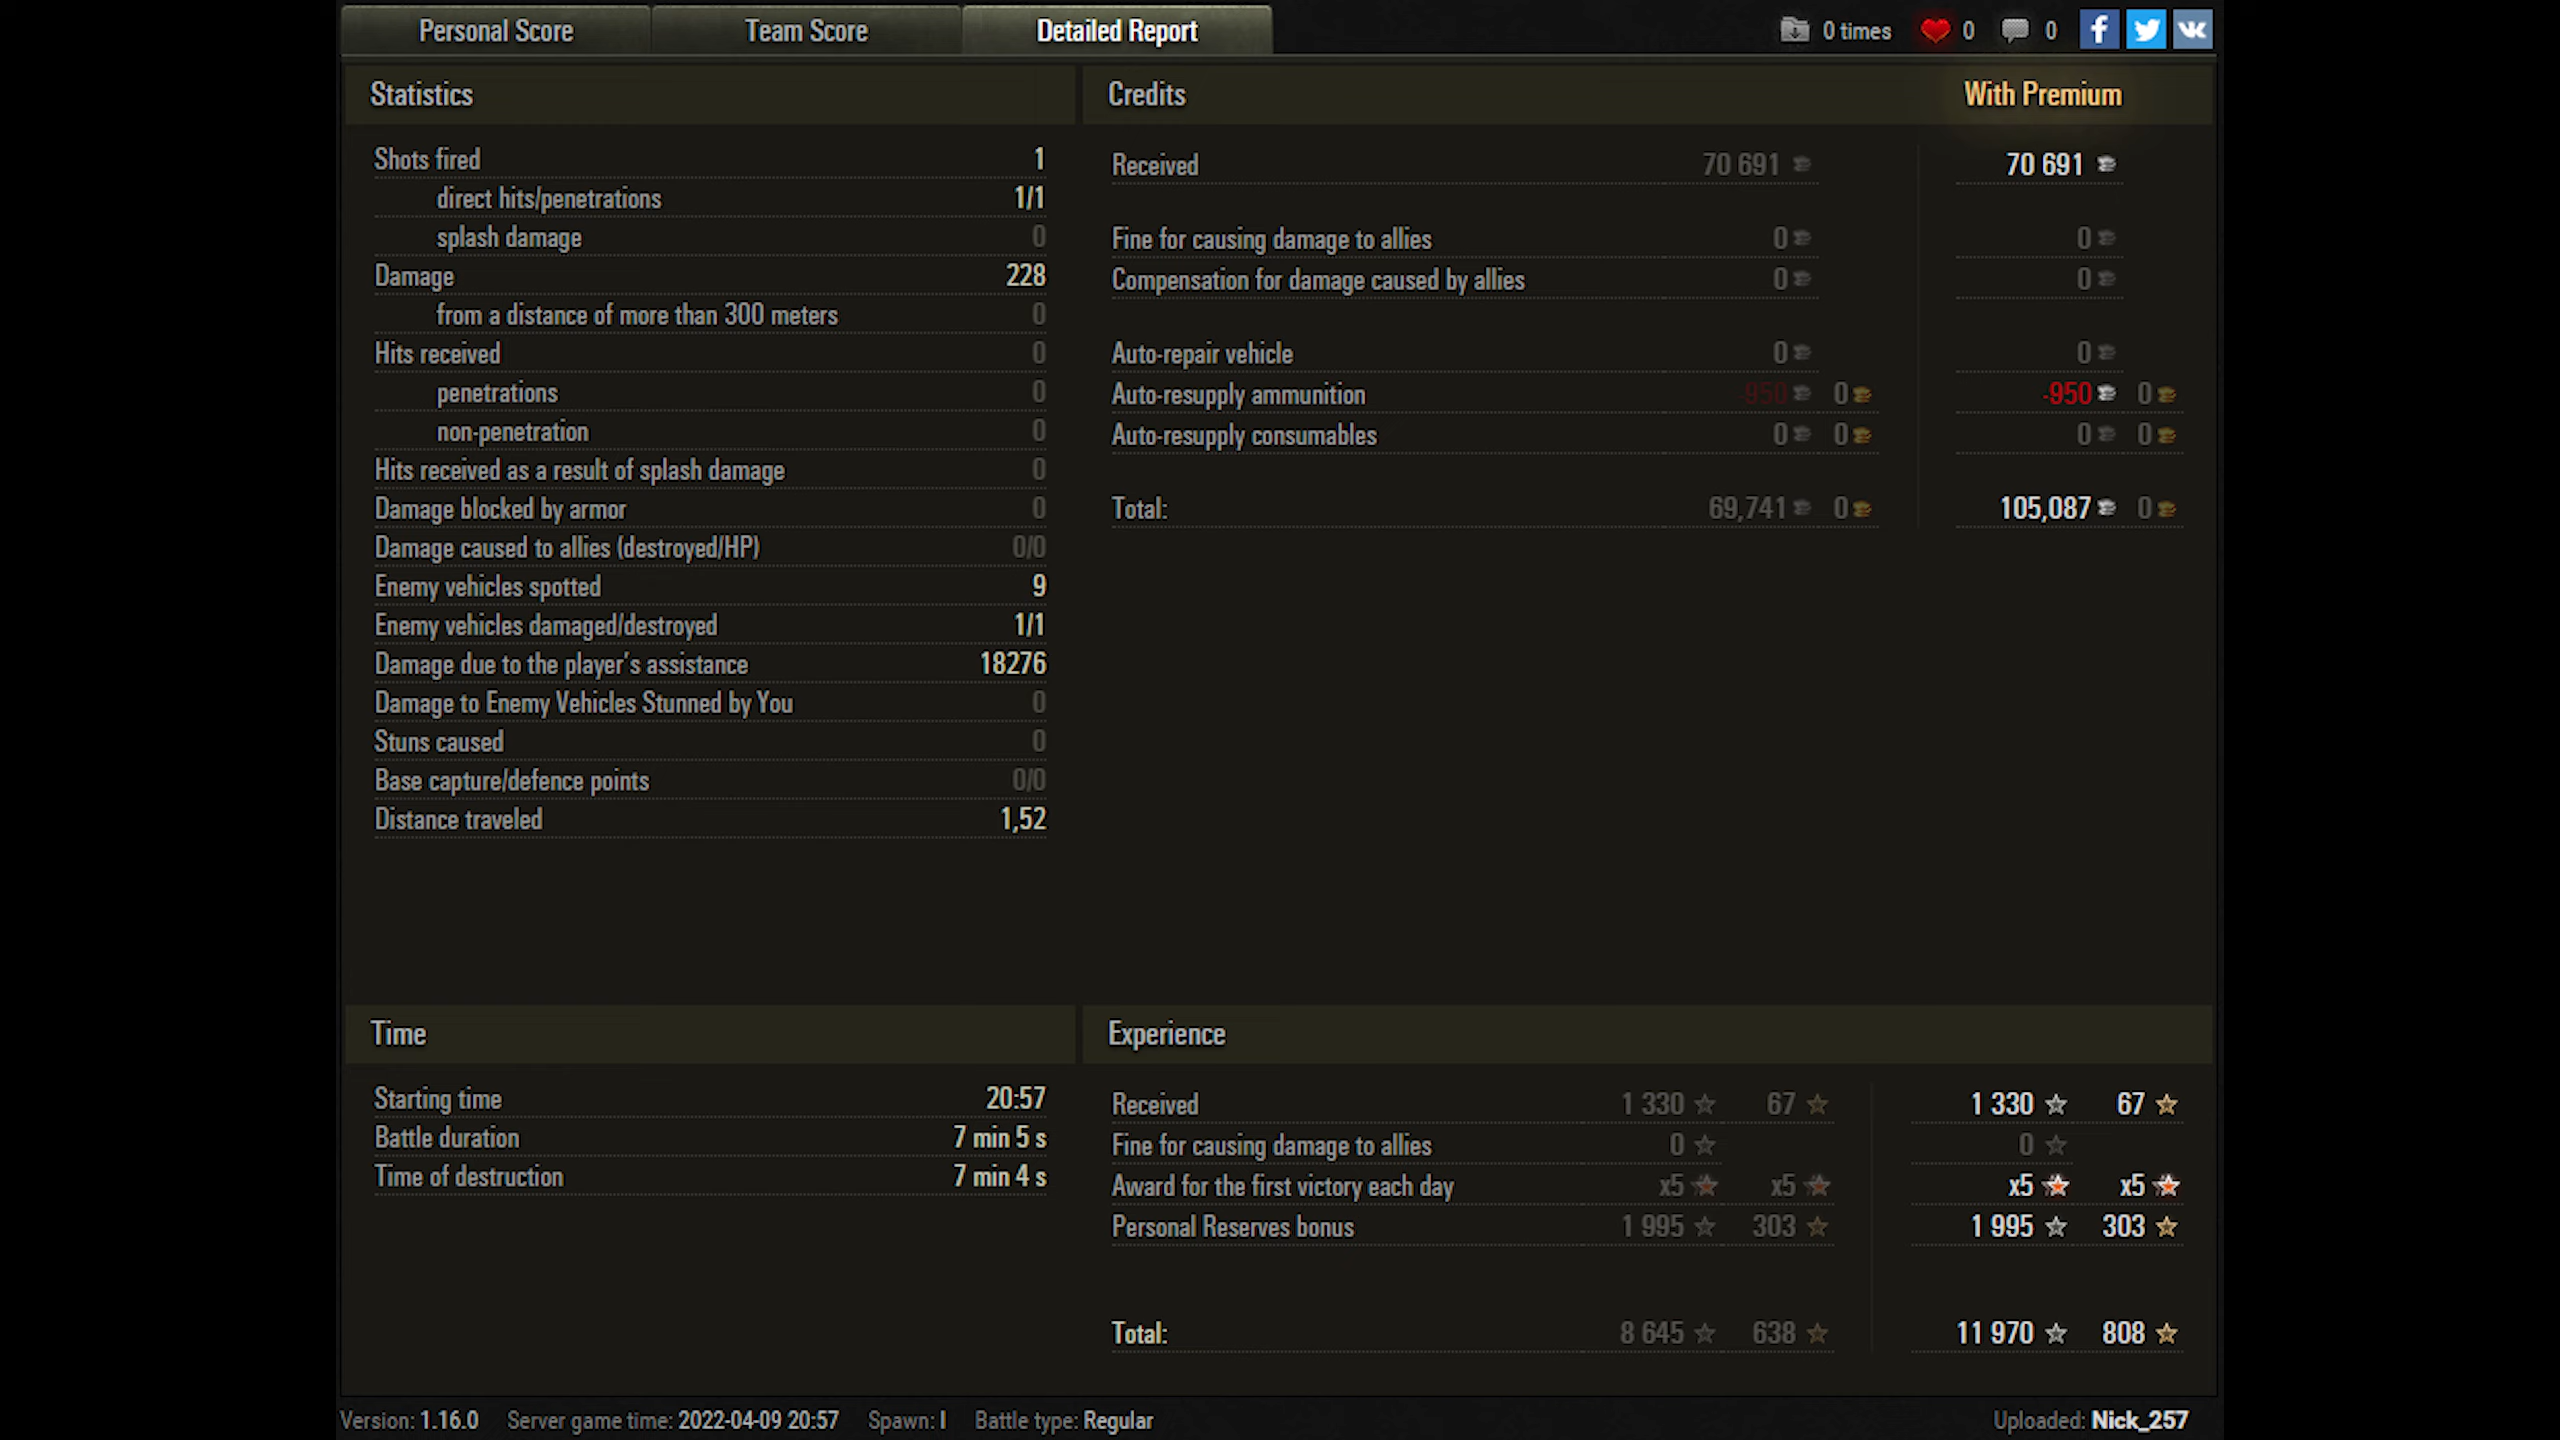 Personal Score Team Score Detailed Report 0 times 0 0
Statistics
Shots fired 1
direct hits/penetrations 1/1
splash damage 0
Damage 228
from a distance of more than 300 meters 0
Hits received 0
penetrations 0
non-penetration 0
Hits received as a result of splash damage 0
Damage blocked by armor 0
Damage caused to allies (destroyed/HP) 0/0
Enemy vehicles spotted 9
Enemy vehicles damaged/destroyed 1/1
Damage due to the player's assistance 18276
Damage to Enemy Vehicles Stunned by You 0
Stuns caused 0
Base capture/defence points 0/0
Distance traveled 1,52
Credits With Premium
Received 70 691 70 691
Fine for causing damage to allies 0 0
Compensation for damage caused by allies 0 0
Auto-repair vehicle 0 0
Auto-resupply ammunition -950 0 -950 0
Auto-resupply consumables 0 0 0 0
Total: 69,741 0 105,087 0
Time
Starting time 20:57
Battle duration 7 min 5 s
Time of destruction 7 min 4 s
Experience
Received 1 330 67 1 330 67
Fine for causing damage to allies 0 0
Award for the first victory each day x5 x5 x5 x5
Personal Reserves bonus 1 995 303 1 995 303
Total: 8 645 638 11 970 808
Version: 1.16.0 Server game time: 2022-04-09 20:57 Spawn: I Battle type: Regular Uploaded: Nick_257